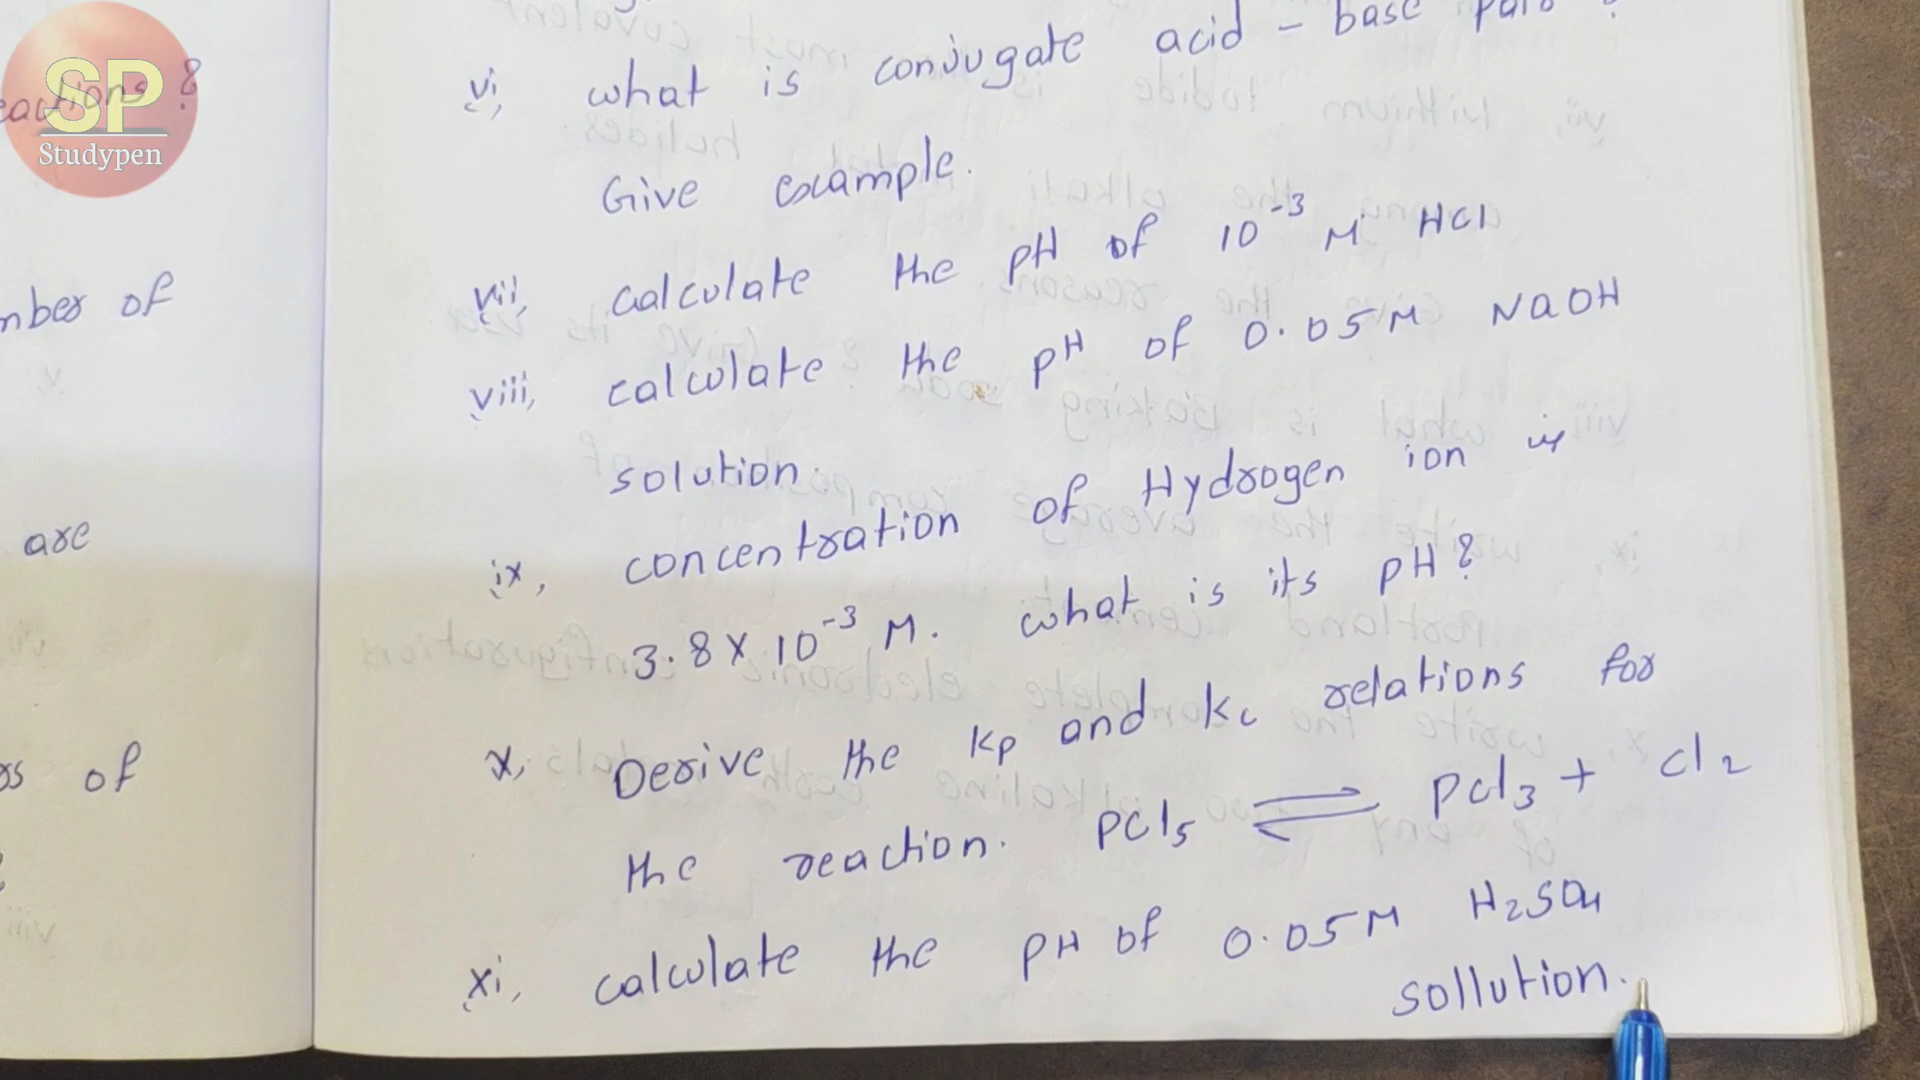 SP
Studypen
eactions?
mber of
are
of
vi, what is conjugate acid - base pair?
Give example.
vii, calculate the pH of 10⁻³ M HCl
viii, calculate the pH of 0.05M NaOH
solution.
ix, concentration of Hydrogen ion is
3.8 X 10⁻³ M. what is its pH?
x, Derive the Kp and Kc relations for
the reaction. PCl5 ⇌ PCl3 + Cl2
xi, calculate the PH of 0.05M H2SO4
sollution.